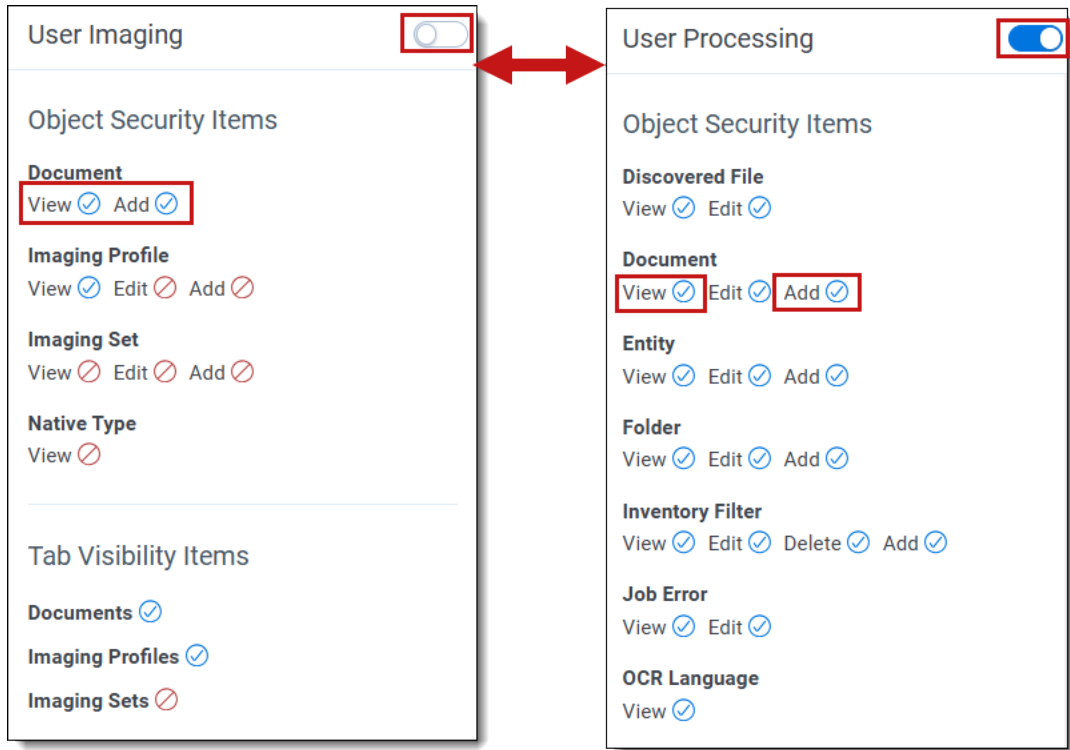 User Imaging
Object Security Items
Document
View Add
Imaging Profile
View Edit Add
Imaging Set
View Edit Add
Native Type
View
Tab Visibility Items
Documents
Imaging Profiles
Imaging Sets
User Processing
Object Security Items
Discovered File
View Edit
Document
View Edit Add
Entity
View Edit Add
Folder
View Edit Add
Inventory Filter
View Edit Delete Add
Job Error
View Edit
OCR Language
View